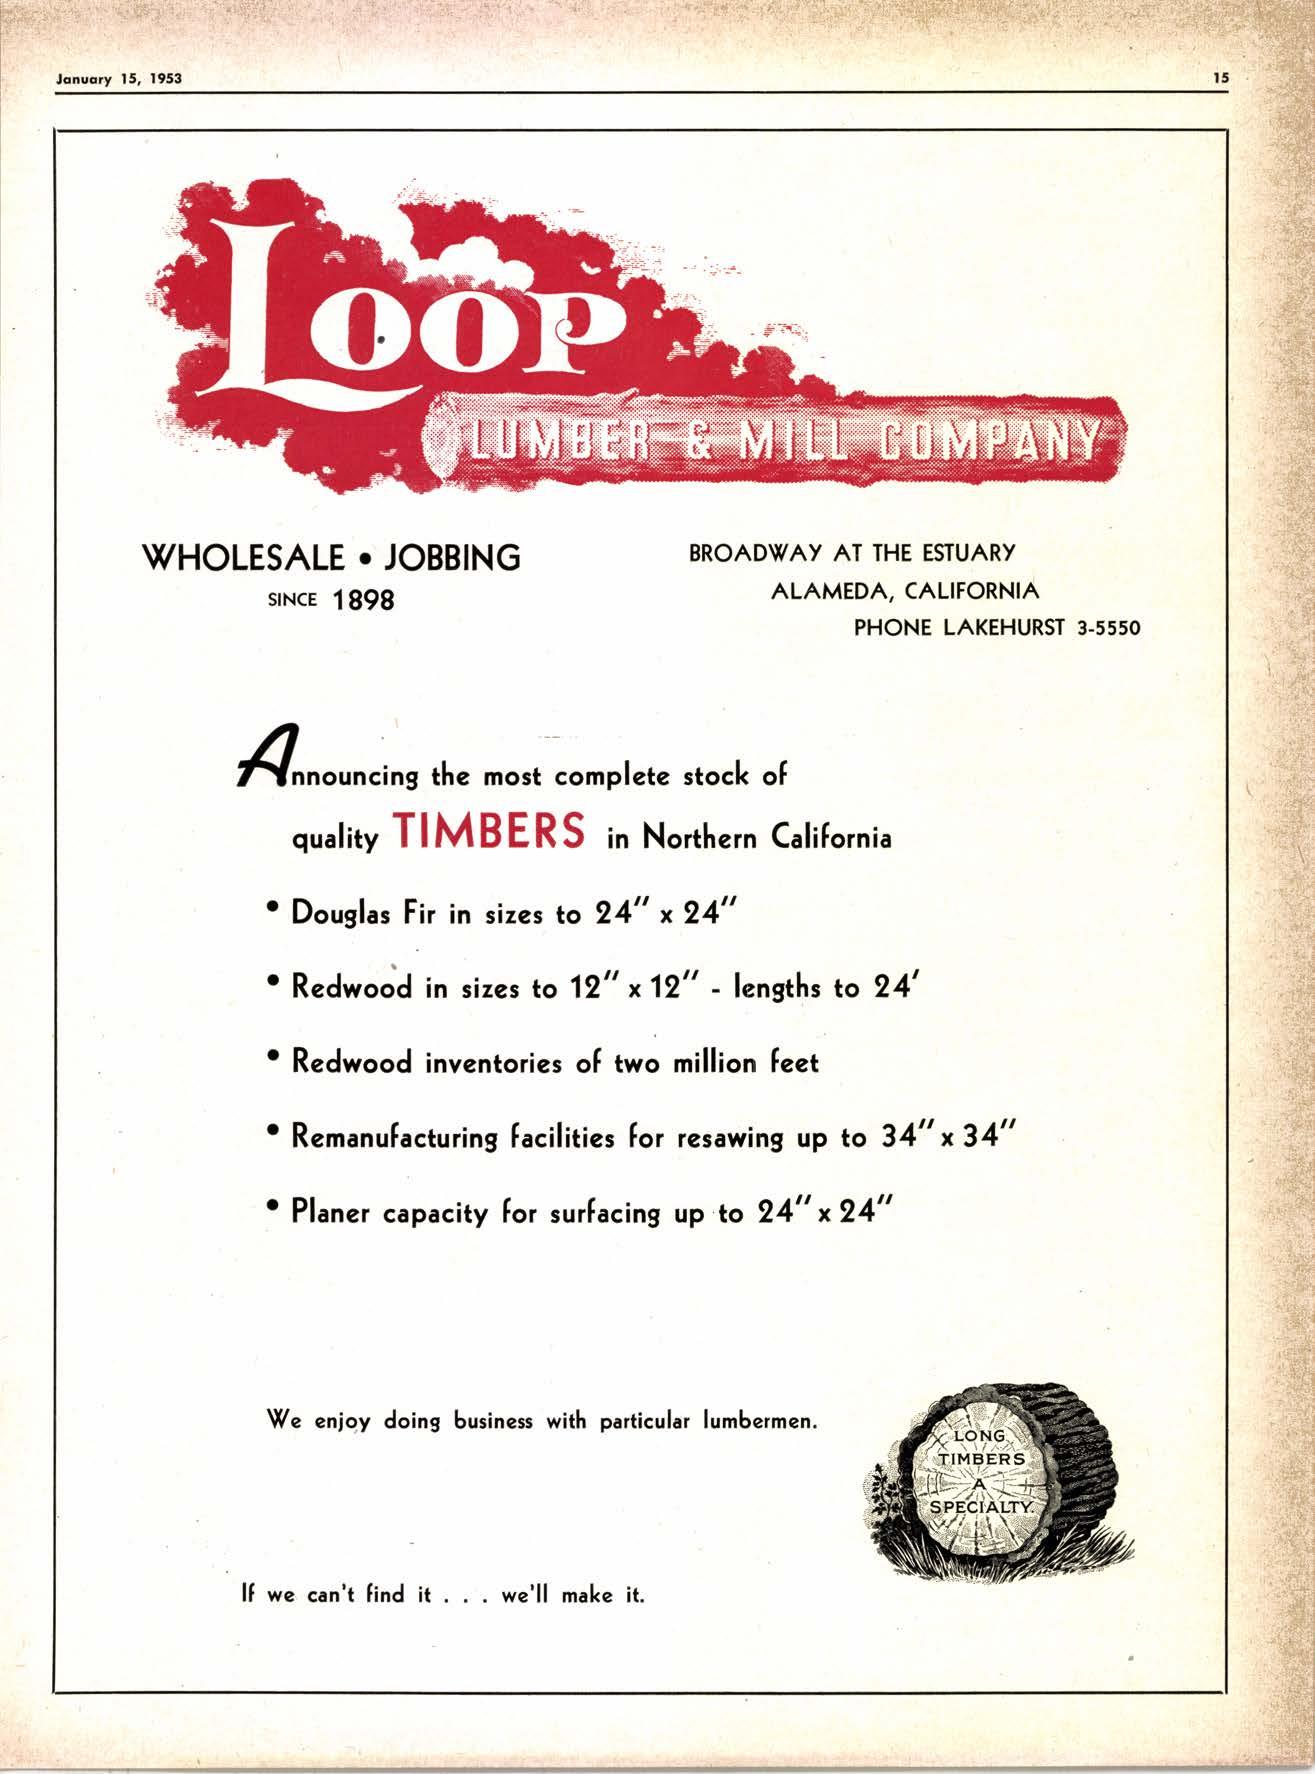 January 15, 1953
15
LOOP
LUMBER & MILL COMPANY
WHOLESALE • JOBBING
SINCE 1898
BROADWAY AT THE ESTUARY
ALAMEDA, CALIFORNIA
PHONE LAKEHURST 3-5550
Announcing the most complete stock of
quality TIMBERS in Northern California
• Douglas Fir in sizes to 24" x 24"
• Redwood in sizes to 12" x 12" - lengths to 24'
• Redwood inventories of two million feet
• Remanufacturing facilities for resawing up to 34" x 34"
• Planer capacity for surfacing up to 24" x 24"
We enjoy doing business with particular lumbermen.
LONG
TIMBERS
A
SPECIALTY.
If we can't find it . . . we'll make it.